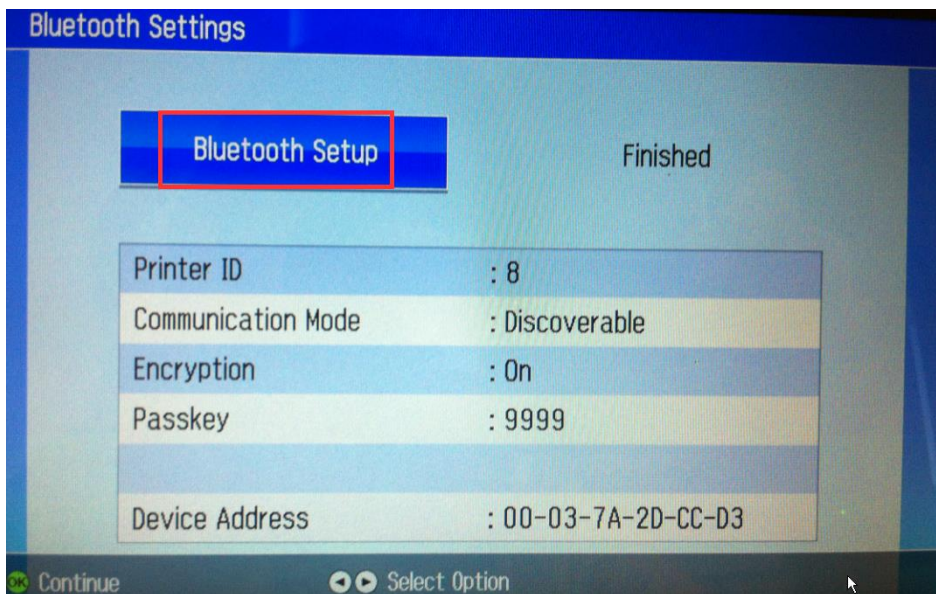 Bluetooth Settings
Bluetooth Setup
Finished
Printer ID : 8
Communication Mode : Discoverable
Encryption : On
Passkey : 9999
Device Address : 00-03-7A-2D-CC-D3
OK Continue
Select Option